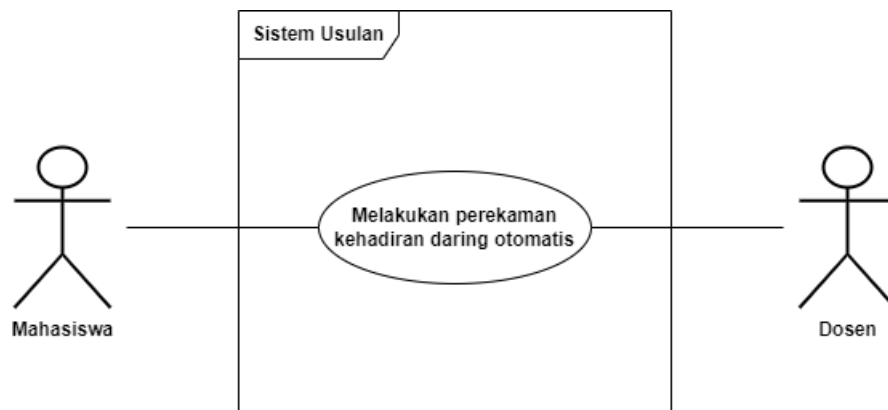 Sistem Usulan
Melakukan perekaman
kehadiran daring otomatis
Mahasiswa
Dosen